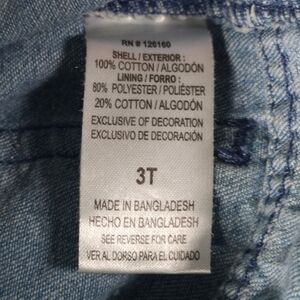 RN # 126160
SHELL / EXTERIOR :
100% COTTON / ALGODÓN
LINING / FORRO :
80% POLYESTER / POLIÉSTER
20% COTTON / ALGODÓN
EXCLUSIVE OF DECORATION
EXCLUSIVO DE DECORACIÓN
3T
MADE IN BANGLADESH
HECHO EN BANGLADESH
SEE REVERSE FOR CARE
VER AL DORSO PARA EL CUIDADO